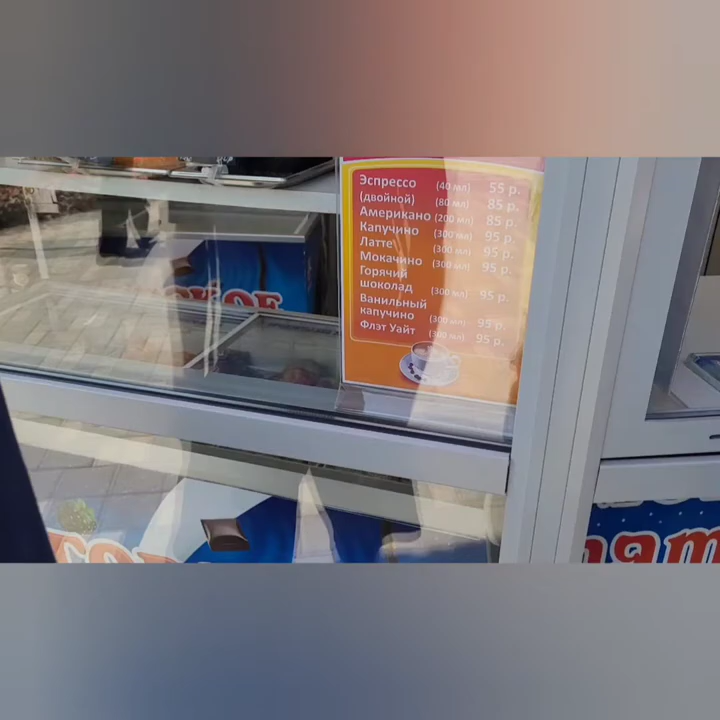 Эспрессо (40 мл) 55 р.
(двойной) (80 мл) 85 р.
Американо (200 мл) 85 р.
Капучино (300 мл) 95 р.
Латте (300 мл) 95 р.
Мокачино (300 мл) 95 р.
Горячий
шоколад (300 мл) 95 р.
Ванильный
капучино (300 мл) 95 р.
Флэт Уайт (300 мл) 95 р.